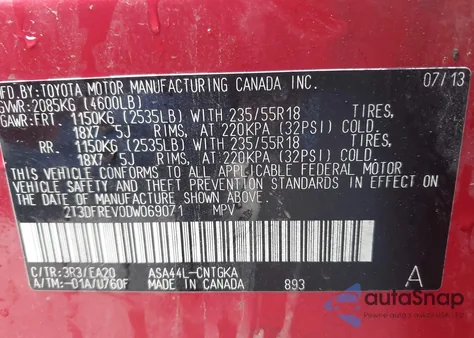 MFD.BY:TOYOTA MOTOR MANUFACTURING CANADA INC. 07/13
GVWR: 2085KG (4600LB)
GAWR:FRT. 1150KG (2535LB) WITH 235/55R18 TIRES,
18X7.5J RIMS, AT 220KPA (32PSI) COLD.
RR. 1150KG (2535LB) WITH 235/55R18 TIRES,
18X7.5J RIMS, AT 220KPA (32PSI) COLD.
THIS VEHICLE CONFORMS TO ALL APPLICABLE FEDERAL MOTOR
VEHICLE SAFETY STANDARDS IN EFFECT ON
THE DATE OF MANUFACTURE SHOWN ABOVE.
2T3DFREV0DW069071 MPV
C/TR:3R3/EA20 ASA44L-CNTGKA A
A/TM:-01A/U760F MADE IN CANADA 893
autoSnap
POWERED BY CARFAST EXPRESS